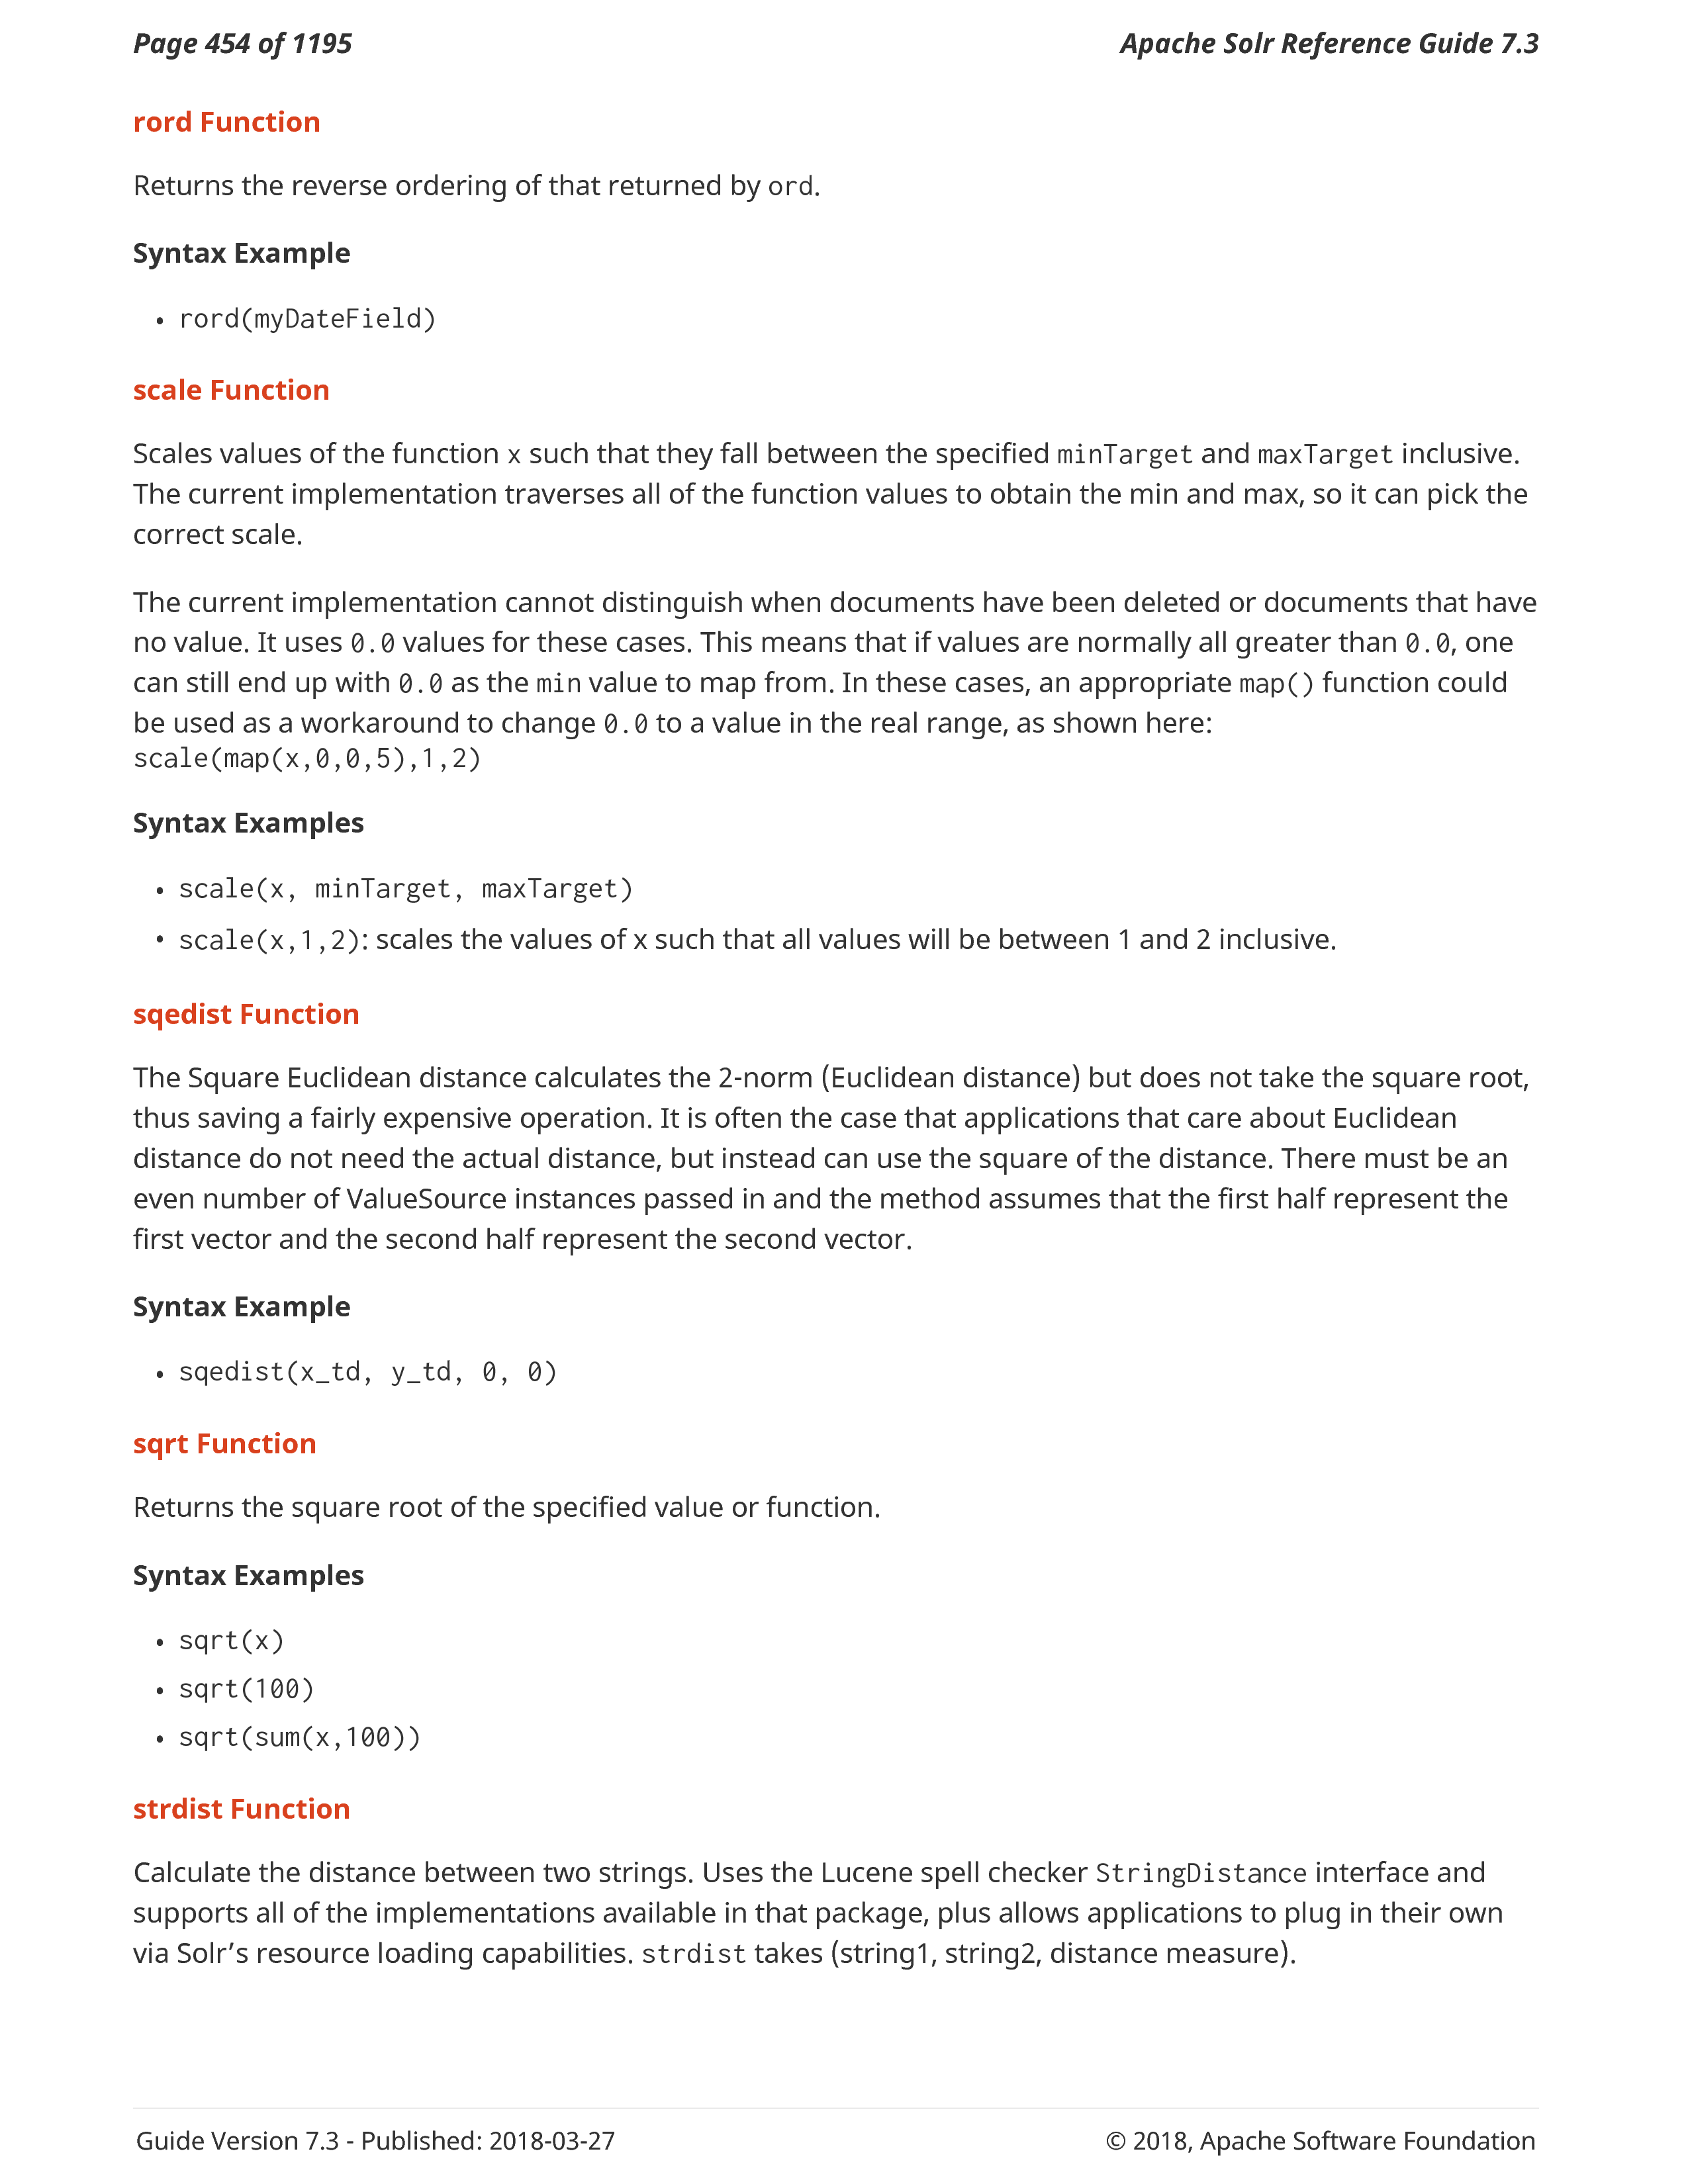 Page 454 of 1195
Apache Solr Reference Guide 7.3
rord Function
Returns the reverse ordering of that returned by ord.
Syntax Example
• rord(myDateField)
scale Function
Scales values of the function x such that they fall between the specified minTarget and maxTarget inclusive.
The current implementation traverses all of the function values to obtain the min and max, so it can pick the
correct scale.
The current implementation cannot distinguish when documents have been deleted or documents that have
no value. It uses 0.0 values for these cases. This means that if values are normally all greater than 0.0, one
can still end up with 0.0 as the min value to map from. In these cases, an appropriate map() function could
be used as a workaround to change 0.0 to a value in the real range, as shown here:
scale(map(x,0,0,5),1,2)
Syntax Examples
• scale(x, minTarget, maxTarget)
• scale(x,1,2): scales the values of x such that all values will be between 1 and 2 inclusive.
sqedist Function
The Square Euclidean distance calculates the 2-norm (Euclidean distance) but does not take the square root,
thus saving a fairly expensive operation. It is often the case that applications that care about Euclidean
distance do not need the actual distance, but instead can use the square of the distance. There must be an
even number of ValueSource instances passed in and the method assumes that the first half represent the
first vector and the second half represent the second vector.
Syntax Example
• sqedist(x_td, y_td, 0, 0)
sqrt Function
Returns the square root of the specified value or function.
Syntax Examples
• sqrt(x)
• sqrt(100)
• sqrt(sum(x,100))
strdist Function
Calculate the distance between two strings. Uses the Lucene spell checker StringDistance interface and
supports all of the implementations available in that package, plus allows applications to plug in their own
via Solr’s resource loading capabilities. strdist takes (string1, string2, distance measure).
Guide Version 7.3 - Published: 2018-03-27
© 2018, Apache Software Foundation